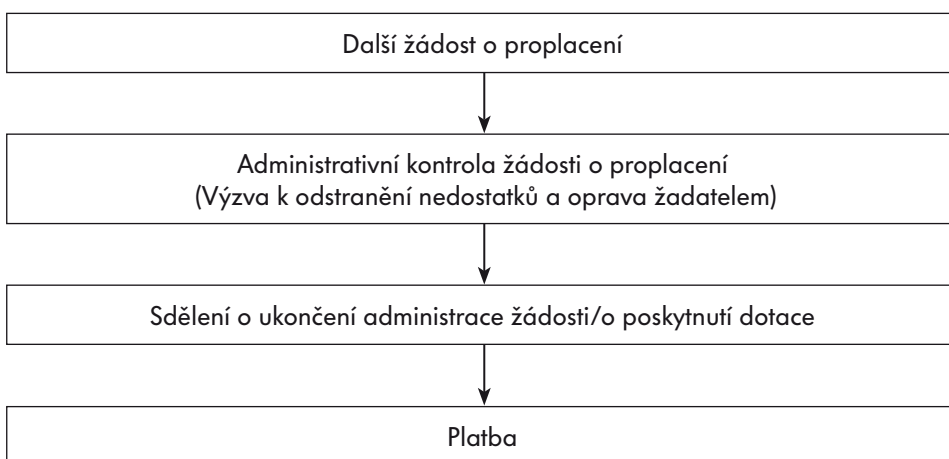 Další žádost o proplacení
Administrativní kontrola žádosti o proplacení
(Výzva k odstranění nedostatků a oprava žadatelem)
Sdělení o ukončení administrace žádosti/o poskytnutí dotace
Platba